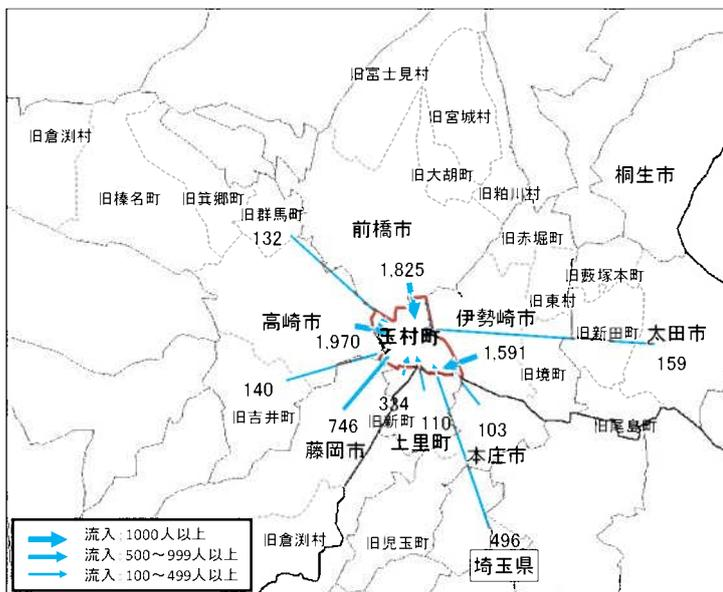 旧富士見村
旧宮城村
旧倉渕村
旧大胡町
桐生市
旧榛名町
旧箕郷町
旧粕川村
旧群馬町
132
前橋市
旧赤堀町
1,825
旧藪塚本町
旧東村
高崎市
伊勢崎市
玉村町
旧新田町
太田市
1,970
1,591
159
旧境町
140
334
旧吉井町
746
旧新町
110
103
旧尾島町
藤岡市
上里町
本庄市
旧倉渕村
旧児玉町
496
埼玉県
流入:1000人以上
流入:500~999人以上
流入:100~499人以上